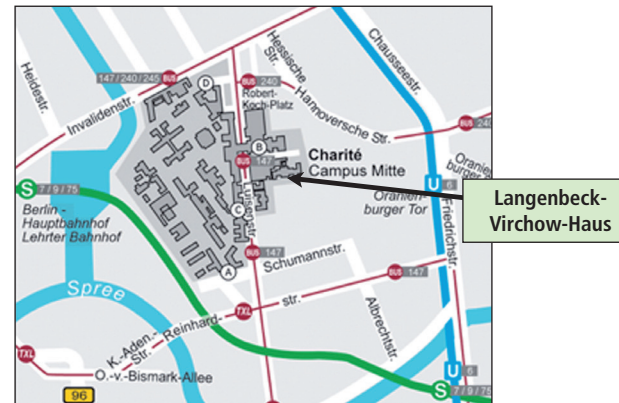 Heidestr.
147 / 240 / 245
BUS
Invalidenstr.
D
Hessische
Str.
BUS 240
Robert-
Koch-Platz
Hannoversche Str.
Chausseestr.
BUS 240
B
BUS
147
Charité
Campus Mitte
Oranien-
burger Tor
U 6
Friedrichstr.
Langenbeck-
Virchow-Haus
S 7 / 9 / 75
Berlin -
Hauptbahnhof
Lehrter Bahnhof
C
Luisenstr.
BUS 147
A
Schumannstr.
BUS 147
Spree
TXL
Reinhard-
str.
Albrechtstr.
K.-Aden.-
Str.
TXL
O.-v.-Bismark-Allee
96
U 6
S 7 / 9 / 75